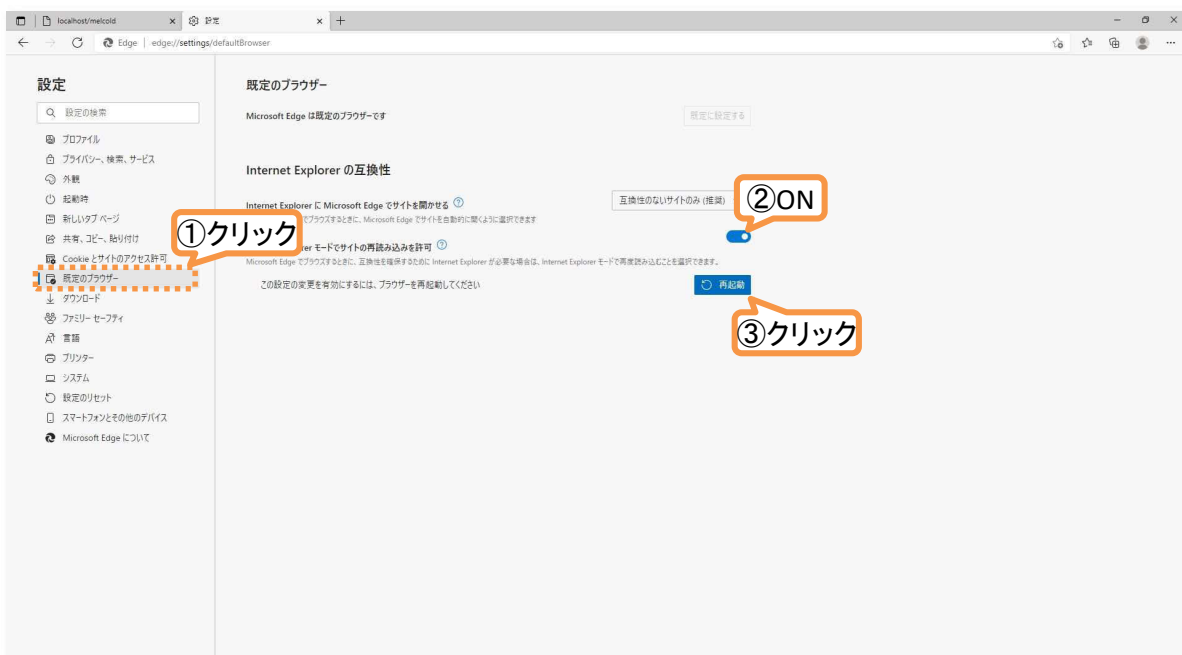 localhost/melcold
設定
Edge
edge://settings/defaultBrowser
設定
設定の検索
プロファイル
プライバシー、検索、サービス
外観
起動時
新しいタブ ページ
共有、コピー、貼り付け
Cookie とサイトのアクセス許可
既定のブラウザー
ダウンロード
ファミリー セーフティ
言語
プリンター
システム
設定のリセット
スマートフォンとその他のデバイス
Microsoft Edge について
①クリック
既定のブラウザー
Microsoft Edge は既定のブラウザーです
既定に設定する
Internet Explorer の互換性
Internet Explorer に Microsoft Edge でサイトを開かせる
互換性のないサイトのみ (推奨)
②ON
でブラウズするときに、Microsoft Edge でサイトを自動的に開くように選択できます
rer モードでサイトの再読み込みを許可
Microsoft Edge でブラウズするときに、互換性を確保するために Internet Explorer が必要な場合は、Internet Explorer モードで再度読み込むことを選択できます。
この設定の変更を有効にするには、ブラウザーを再起動してください
再起動
③クリック